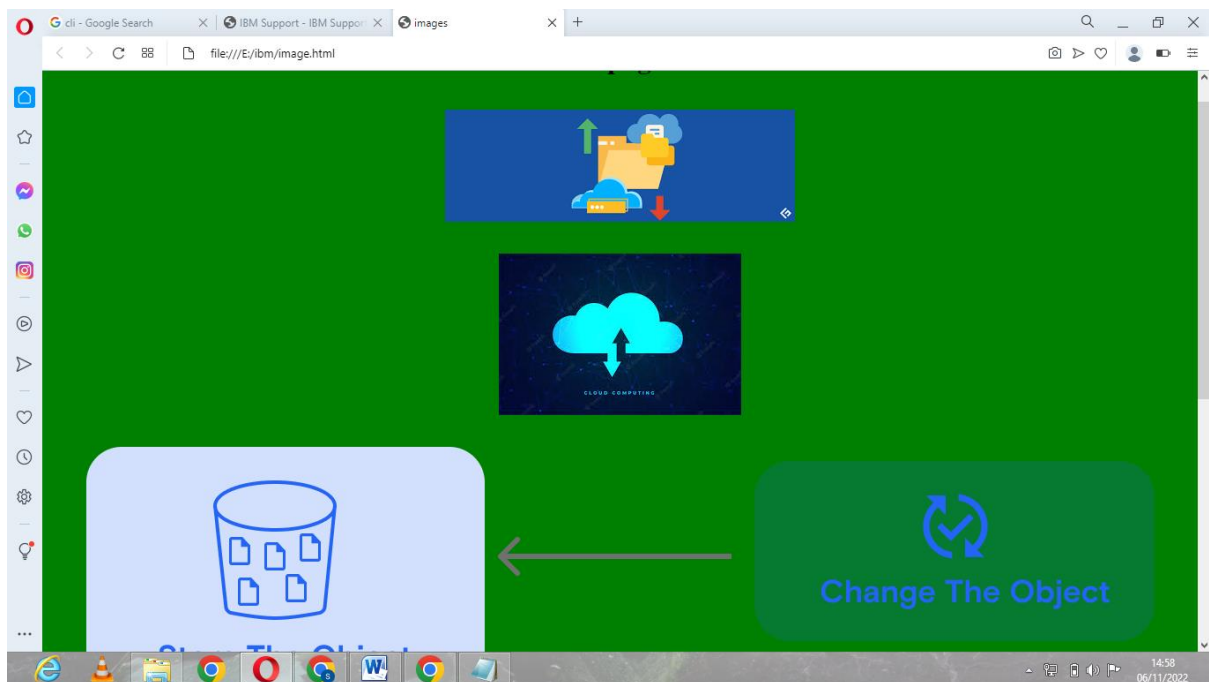 cli - Google Search
IBM Support - IBM Suppor
images
file:///E:/ibm/image.html
CLOUD COMPUTING
Change The Object
14:58
06/11/2022